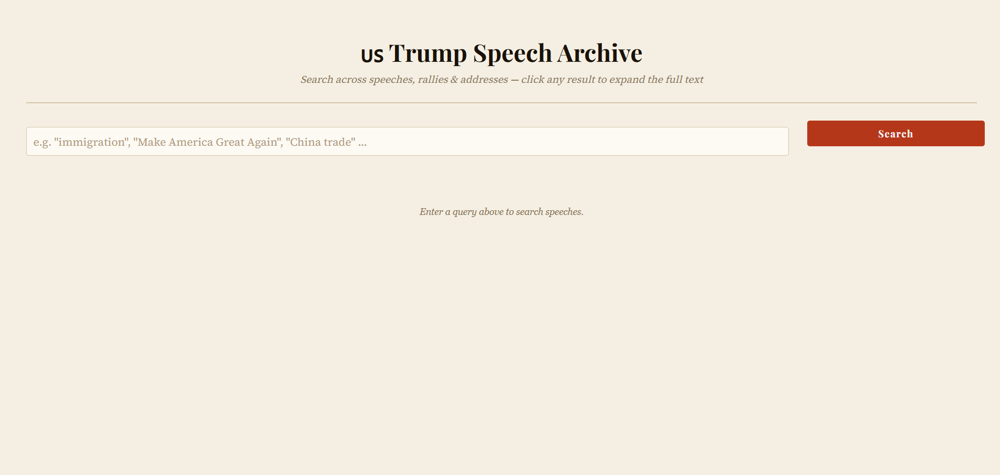 us Trump Speech Archive
Search across speeches, rallies & addresses — click any result to expand the full text
e.g. "immigration", "Make America Great Again", "China trade" ...
Search
Enter a query above to search speeches.